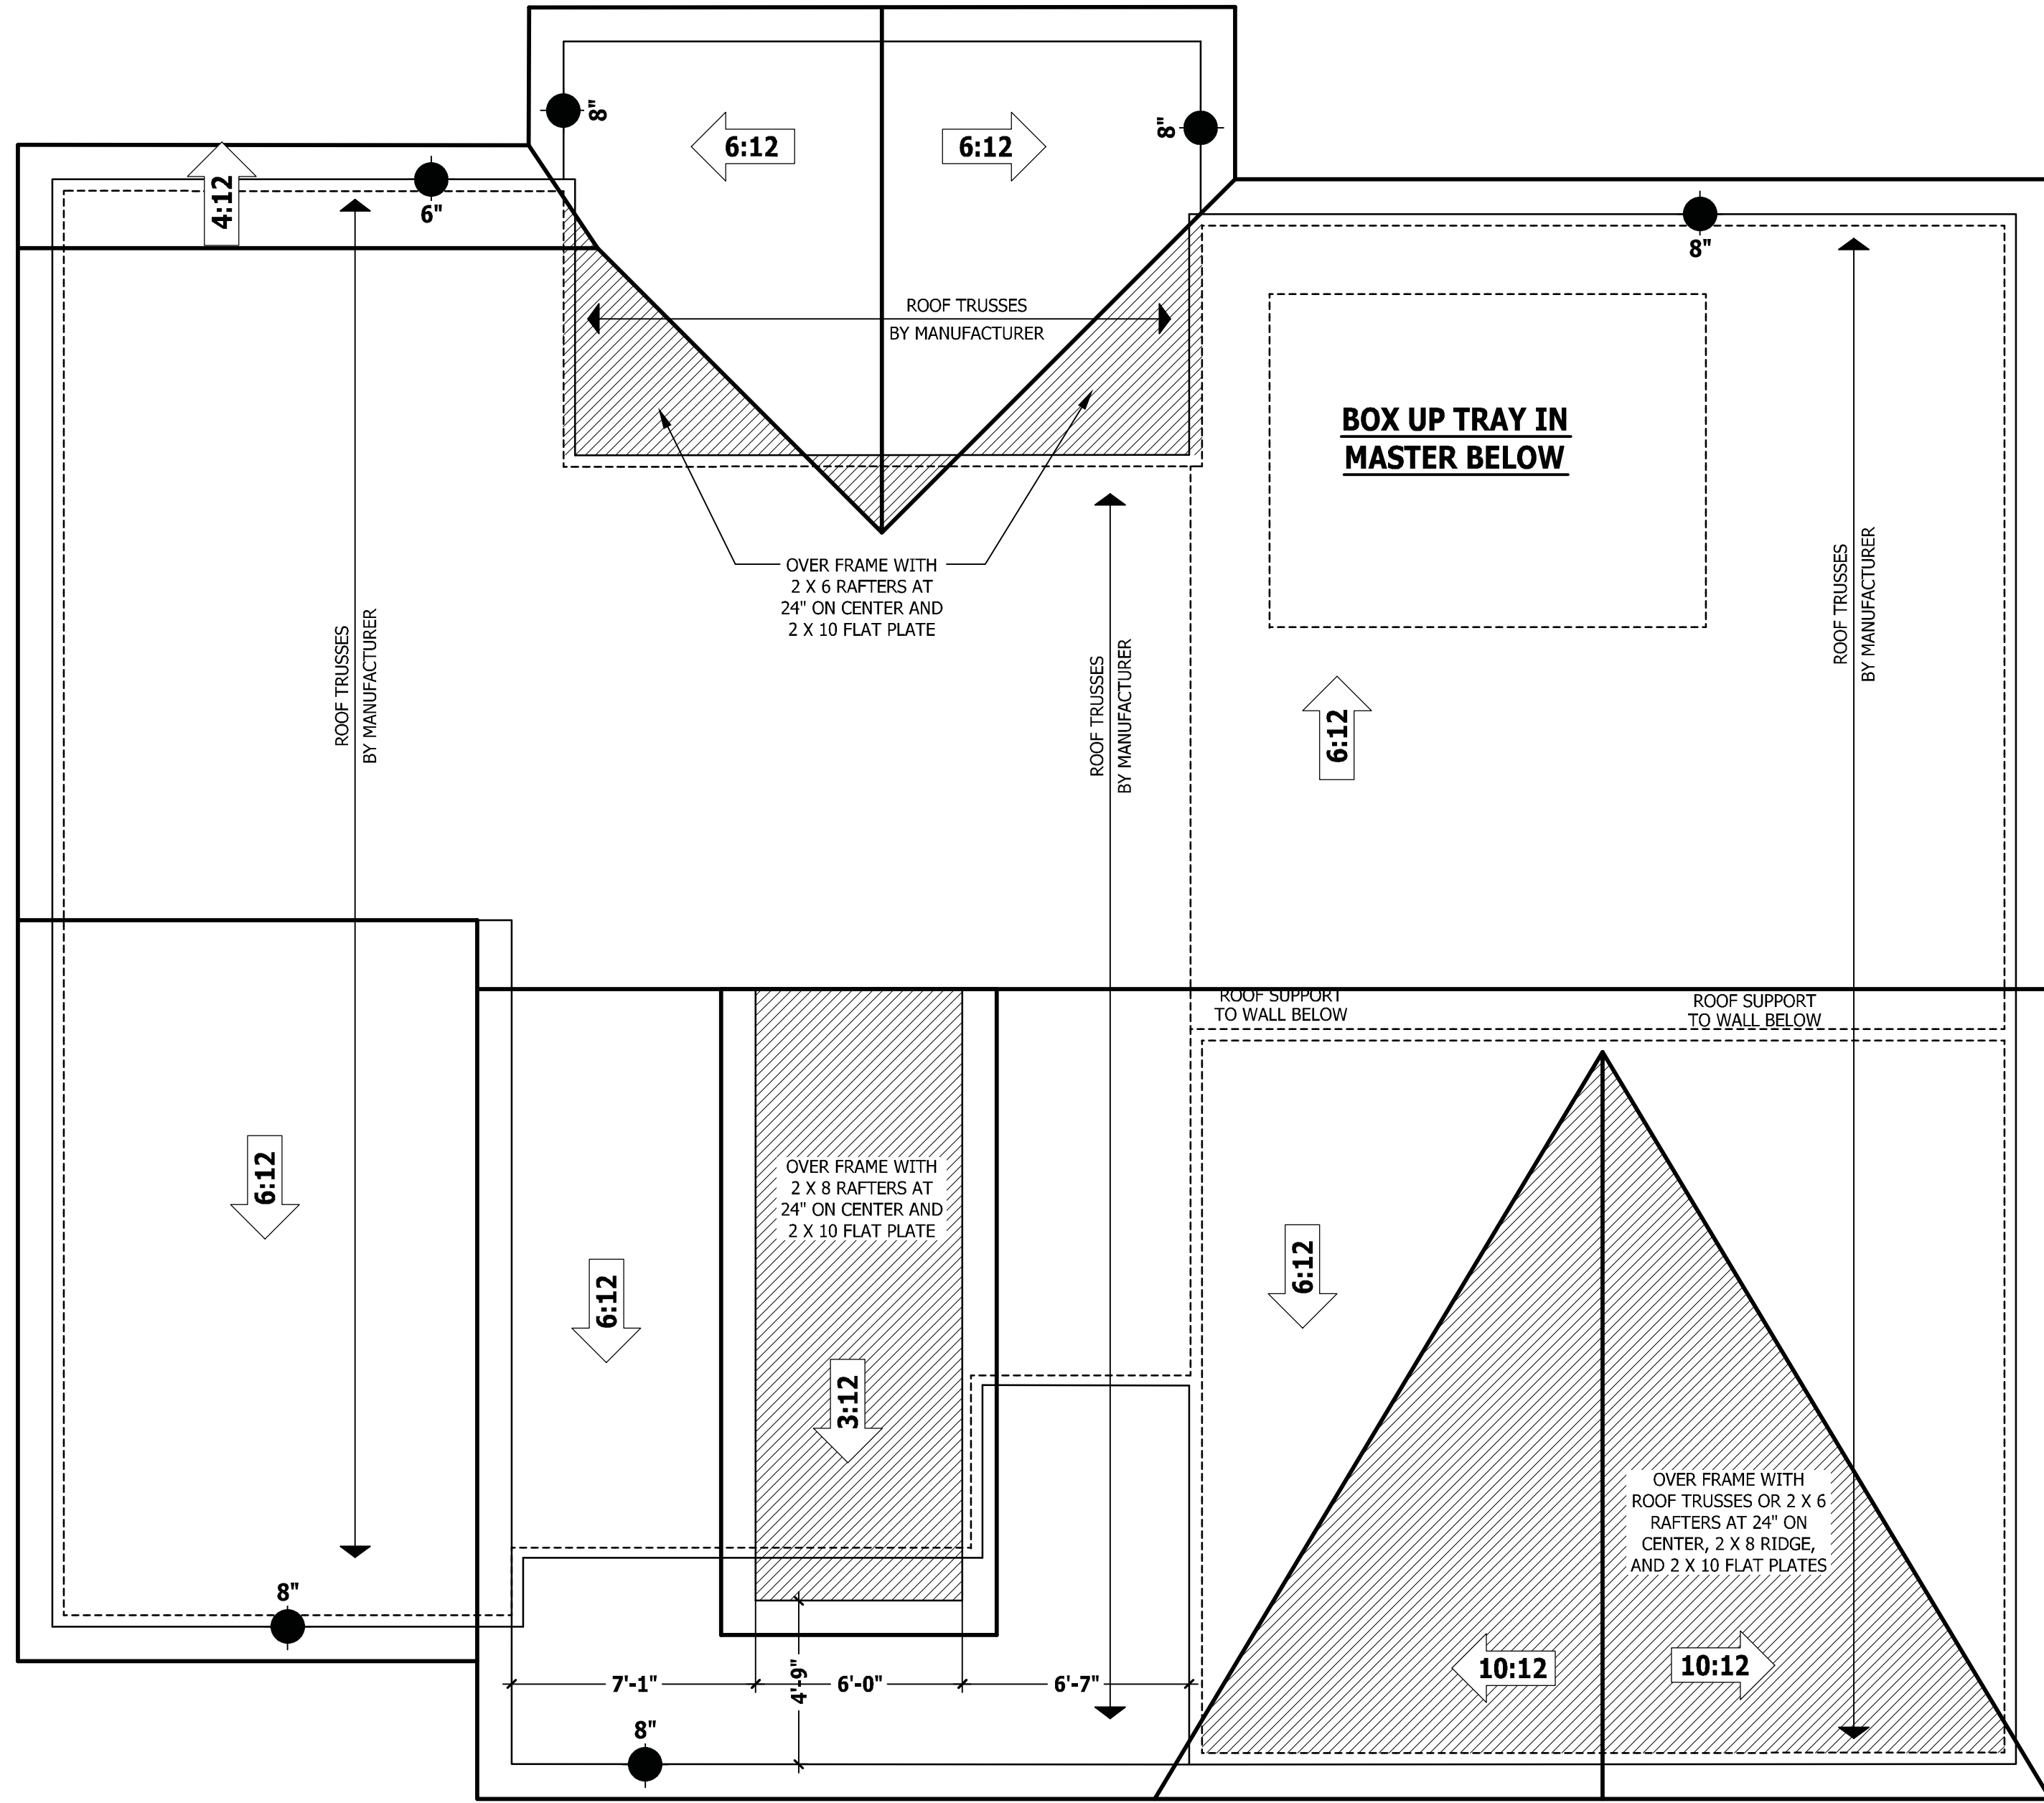 8"
8"
6:12
6:12
4:12
6"
8"
ROOF TRUSSES
BY MANUFACTURER
BOX UP TRAY IN
MASTER BELOW
OVER FRAME WITH
2 X 6 RAFTERS AT
24" ON CENTER AND
2 X 10 FLAT PLATE
ROOF TRUSSES
BY MANUFACTURER
ROOF TRUSSES
BY MANUFACTURER
ROOF TRUSSES
BY MANUFACTURER
6:12
ROOF SUPPORT
TO WALL BELOW
ROOF SUPPORT
TO WALL BELOW
6:12
OVER FRAME WITH
2 X 8 RAFTERS AT
24" ON CENTER AND
2 X 10 FLAT PLATE
6:12
6:12
3:12
OVER FRAME WITH
ROOF TRUSSES OR 2 X 6
RAFTERS AT 24" ON
CENTER, 2 X 8 RIDGE,
AND 2 X 10 FLAT PLATES
8"
7'-1"
4'-9"
6'-0"
6'-7"
10:12
10:12
8"